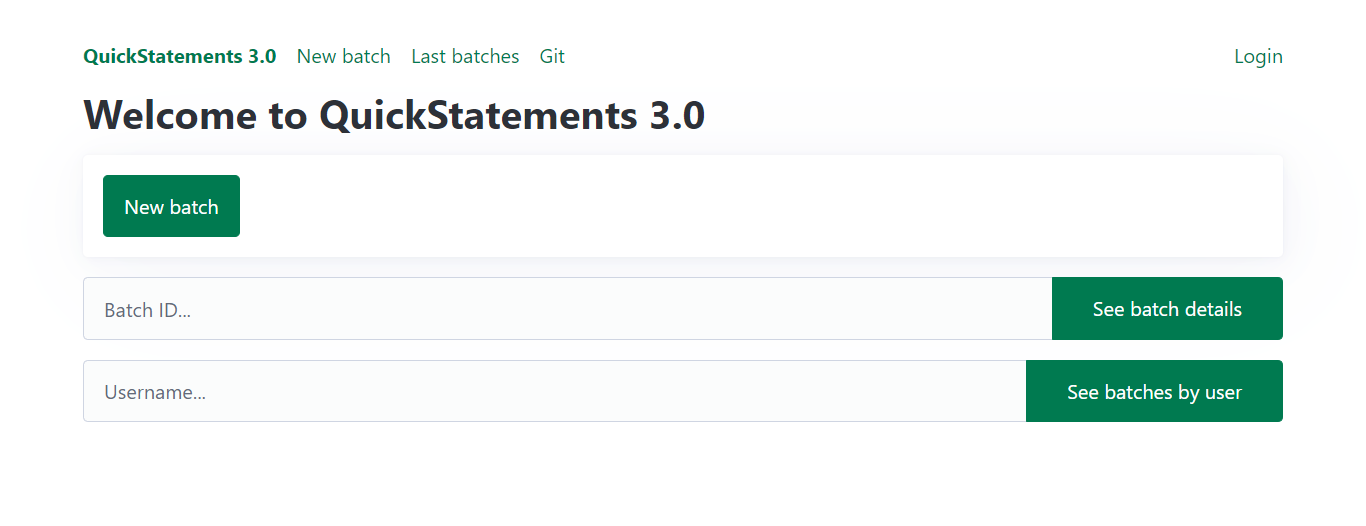 QuickStatements 3.0 New batch Last batches Git Login
Welcome to QuickStatements 3.0
New batch
Batch ID... See batch details
Username... See batches by user